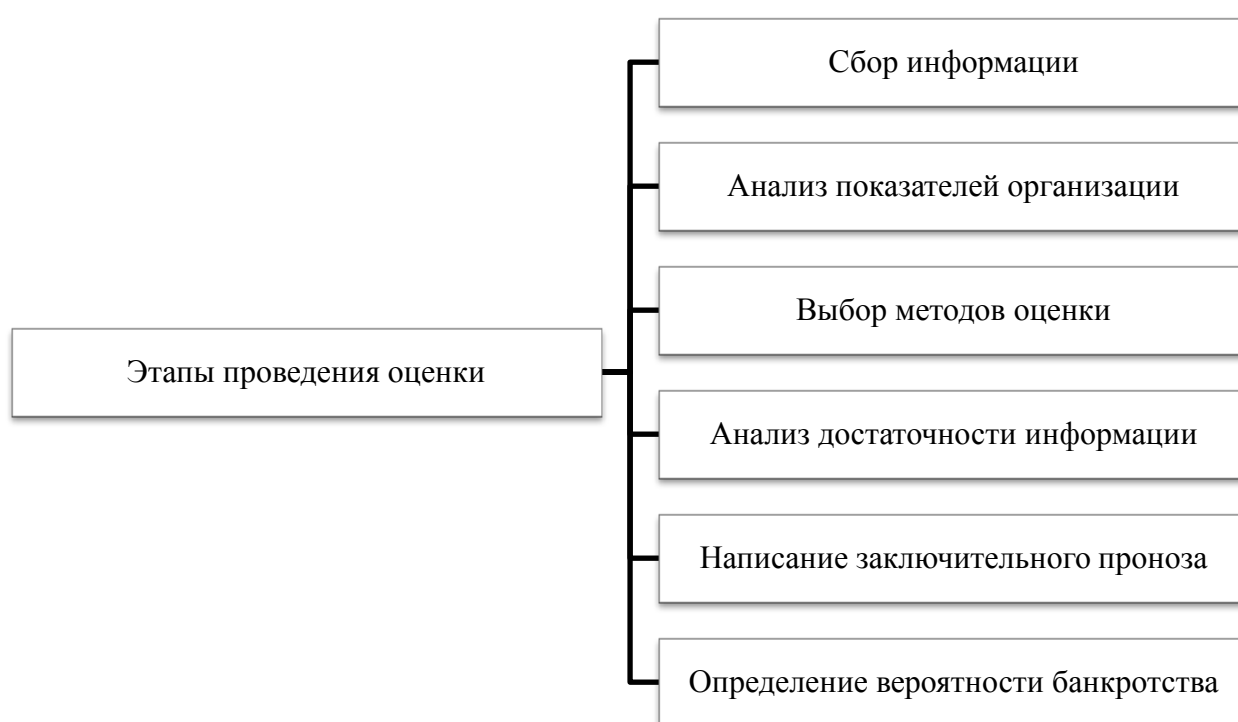 Сбор информации
Анализ показателей организации
Выбор методов оценки
Этапы проведения оценки
Анализ достаточности информации
Написание заключительного проноза
Определение вероятности банкротства